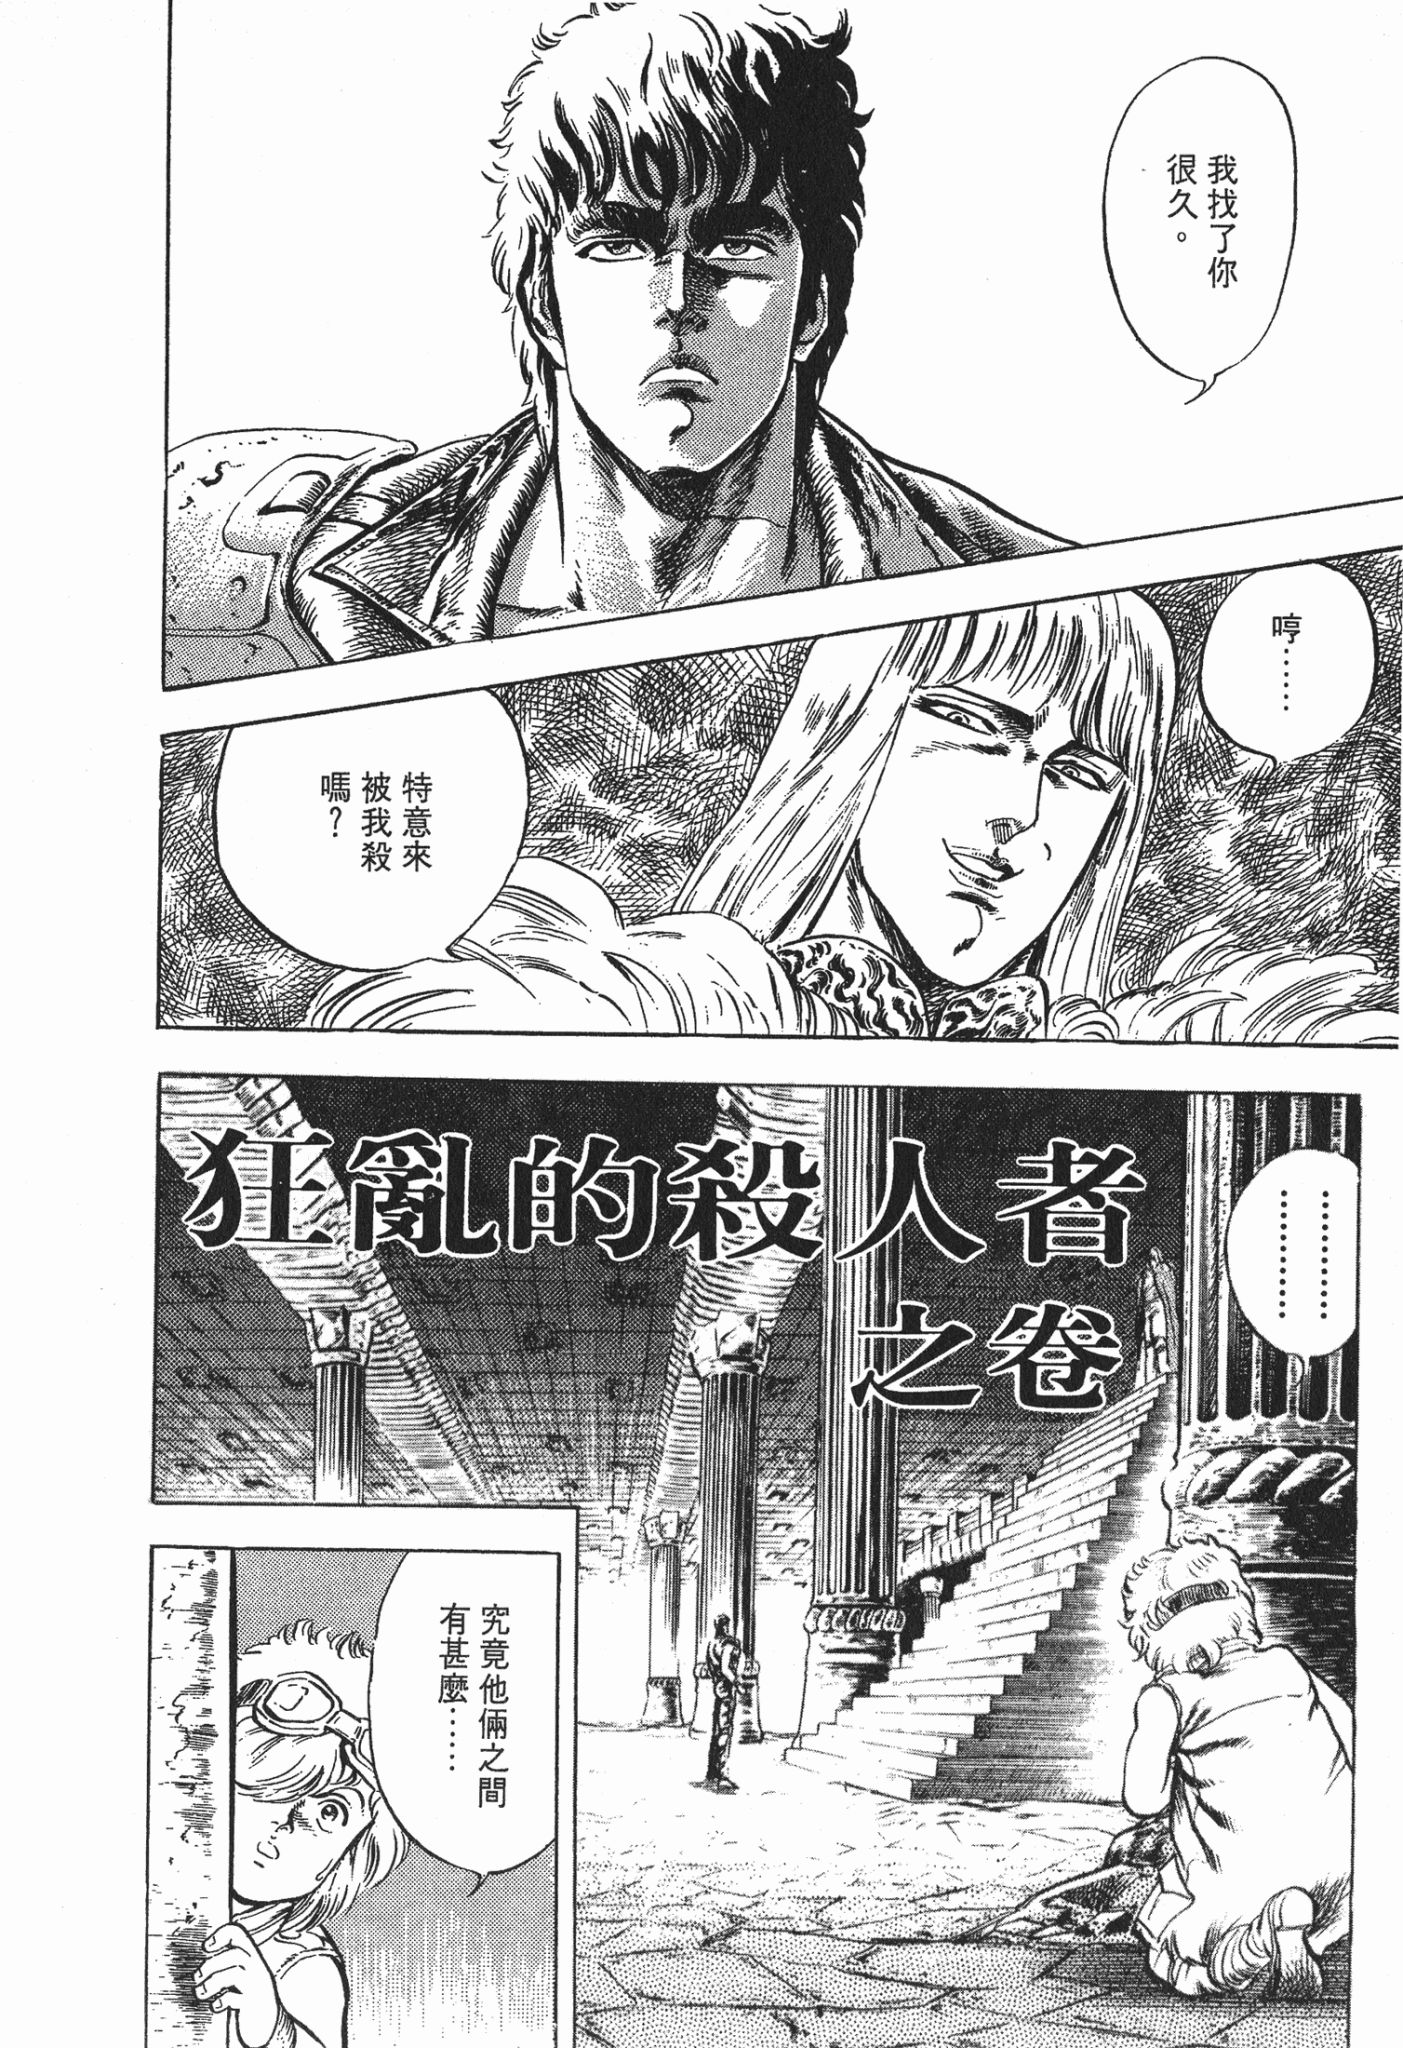 我找了你
很久。
哼……
特意來
被我殺
嗎？
狂亂的殺人者
之卷
…………
…………
究竟他倆之間
有甚麼……